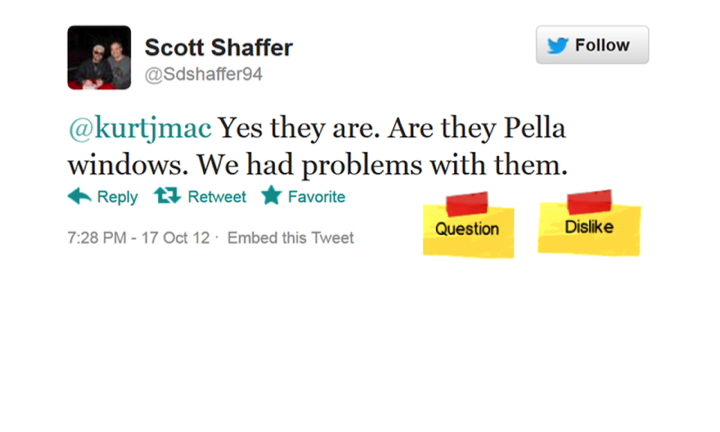 Scott Shaffer
Follow
@Sdshaffer94
@kurtjmac Yes they are. Are they Pella
windows. We had problems with them.
Reply Retweet Favorite
Question
Dislike
7:28 PM - 17 Oct 12 · Embed this Tweet